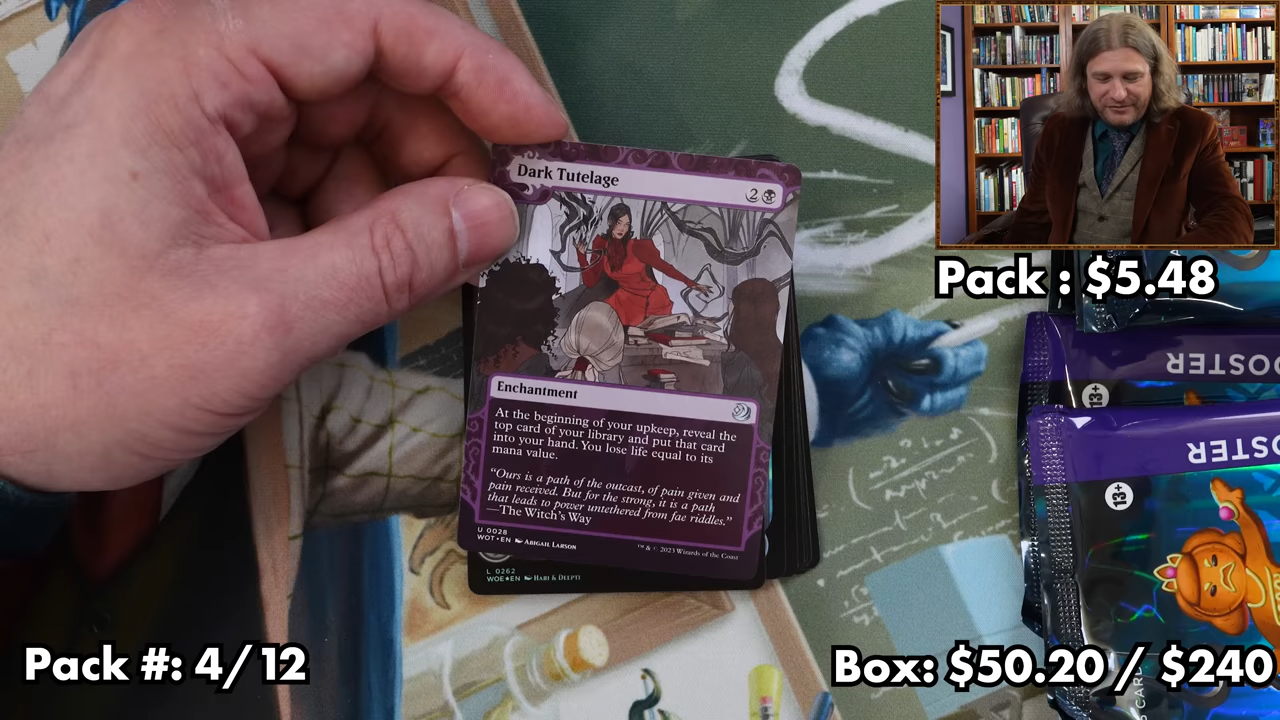 Dark Tutelage
2
Enchantment
At the beginning of your upkeep, reveal the
top card of your library and put that card
into your hand. You lose life equal to its
mana value.
“Ours is a path of the outcast, of pain given and
pain received. But for the strong, it is a path
that leads to power untethered from fae riddles.”
—The Witch’s Way
U 0028
WOT • EN Abigail Larson
™ & © 2023 Wizards of the Coast
L 0262
WOE★EN Hari & Deepti
Pack : $5.48
OOSTER
13+
OSTER
13+
Pack #: 4/12
Box: $50.20 / $240